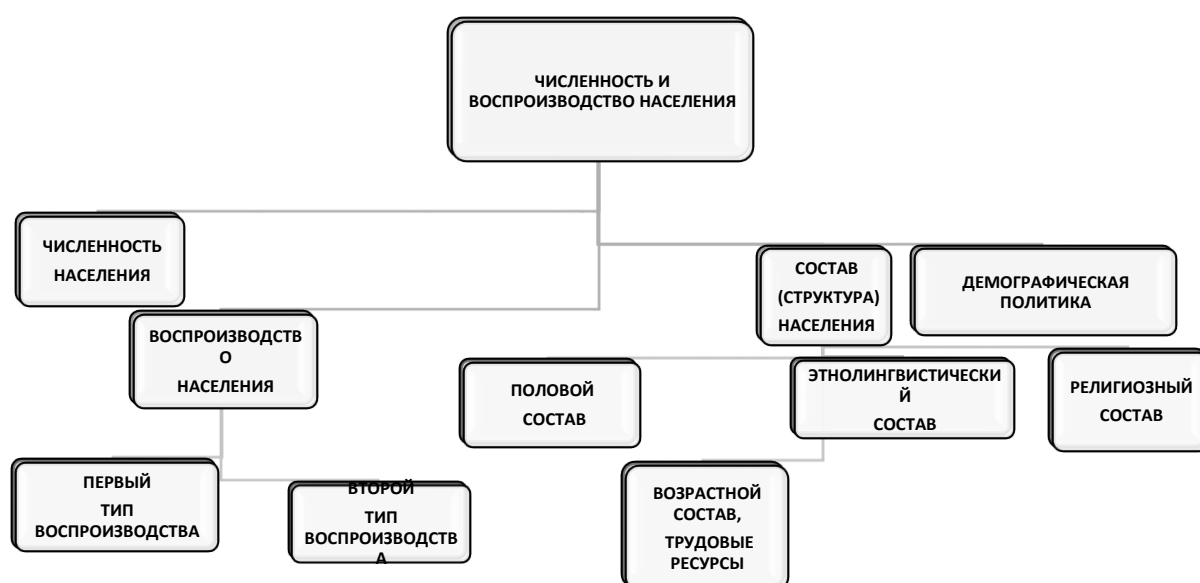 ЧИСЛЕННОСТЬ И
ВОСПРОИЗВОДСТВО НАСЕЛЕНИЯ
ЧИСЛЕННОСТЬ
НАСЕЛЕНИЯ
СОСТАВ
(СТРУКТУРА)
НАСЕЛЕНИЯ
ДЕМОГРАФИЧЕСКАЯ
ПОЛИТИКА
ВОСПРОИЗВОДСТВ
О
НАСЕЛЕНИЯ
ПОЛОВОЙ
СОСТАВ
ЭТНОЛИНГВИСТИЧЕСКИ
Й
СОСТАВ
РЕЛИГИОЗНЫЙ
СОСТАВ
ПЕРВЫЙ
ТИП
ВОСПРОИЗВОДСТВА
ВТОРОЙ
ТИП
ВОСПРОИЗВОДСТВ
А
ВОЗРАСТНОЙ
СОСТАВ,
ТРУДОВЫЕ
РЕСУРСЫ